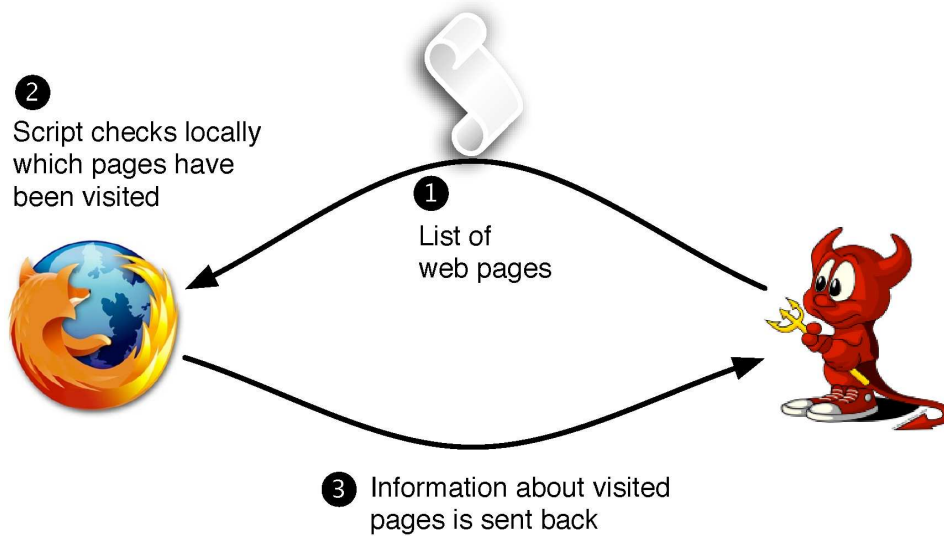 1
List of
web pages
2
Script checks locally
which pages have
been visited
3 Information about visited
pages is sent back